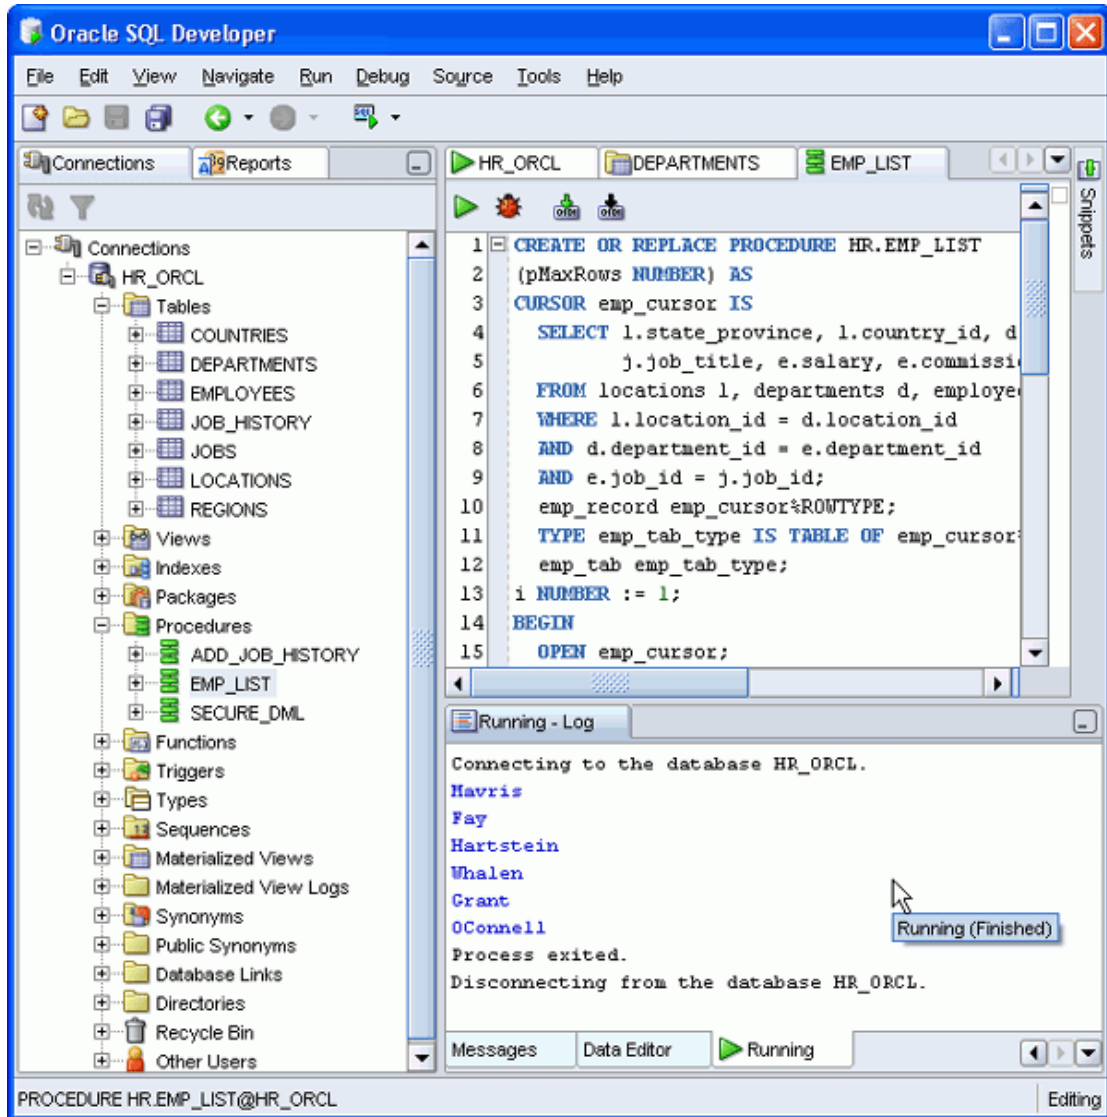 Oracle SQL Developer
File Edit View Navigate Run Debug Source Tools Help
Connections Reports
Connections
HR_ORCL
Tables
COUNTRIES
DEPARTMENTS
EMPLOYEES
JOB_HISTORY
JOBS
LOCATIONS
REGIONS
Views
Indexes
Packages
Procedures
ADD_JOB_HISTORY
EMP_LIST
SECURE_DML
Functions
Triggers
Types
Sequences
Materialized Views
Materialized View Logs
Synonyms
Public Synonyms
Database Links
Directories
Recycle Bin
Other Users
HR_ORCL DEPARTMENTS EMP_LIST
Snippets
1 CREATE OR REPLACE PROCEDURE HR.EMP_LIST
2 (pMaxRows NUMBER) AS
3 CURSOR emp_cursor IS
4 SELECT l.state_province, l.country_id, d
5 j.job_title, e.salary, e.commissi
6 FROM locations l, departments d, employe
7 WHERE l.location_id = d.location_id
8 AND d.department_id = e.department_id
9 AND e.job_id = j.job_id;
10 emp_record emp_cursor%ROWTYPE;
11 TYPE emp_tab_type IS TABLE OF emp_cursor%
12 emp_tab emp_tab_type;
13 i NUMBER := 1;
14 BEGIN
15 OPEN emp_cursor;
Running - Log
Connecting to the database HR_ORCL.
Mavris
Fay
Hartstein
Whalen
Grant
OConnell
Process exited.
Disconnecting from the database HR_ORCL.
Running (Finished)
Messages Data Editor Running
PROCEDURE HR.EMP_LIST@HR_ORCL Editing